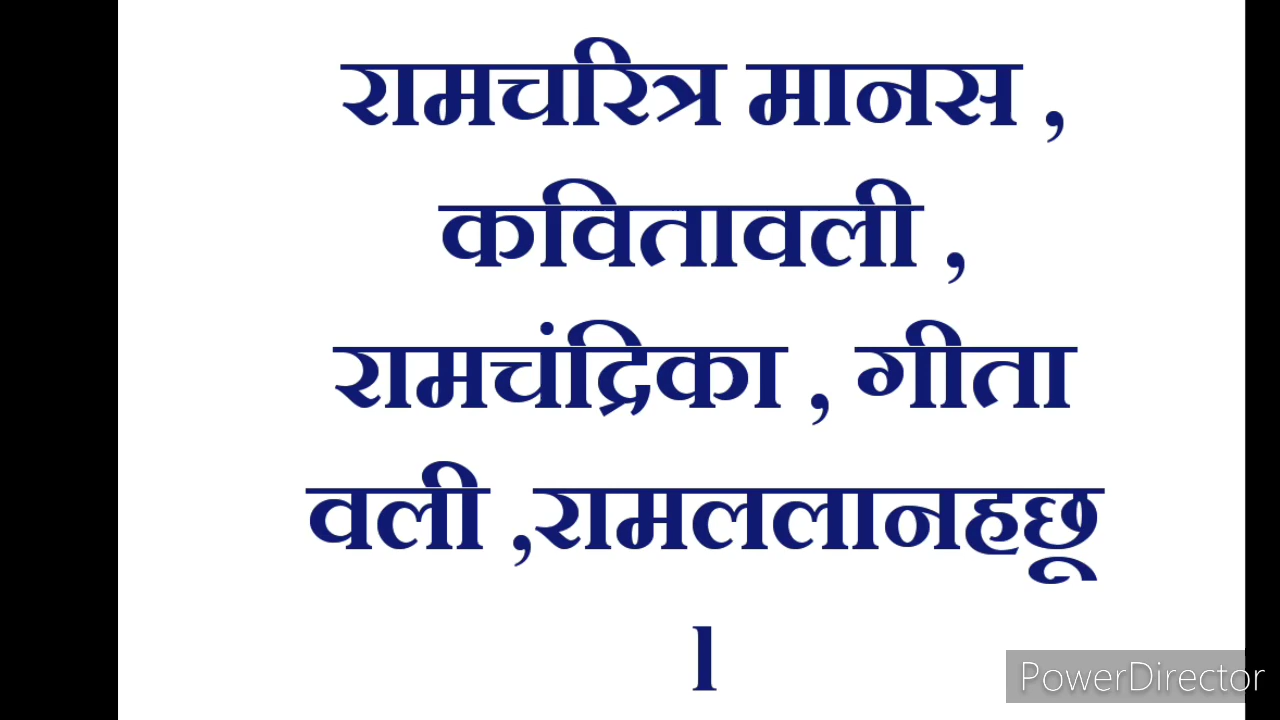 रामचरित्र मानस ,
कवितावली ,
रामचंद्रिका , गीता
वली ,रामललानहछू
l
PowerDirector